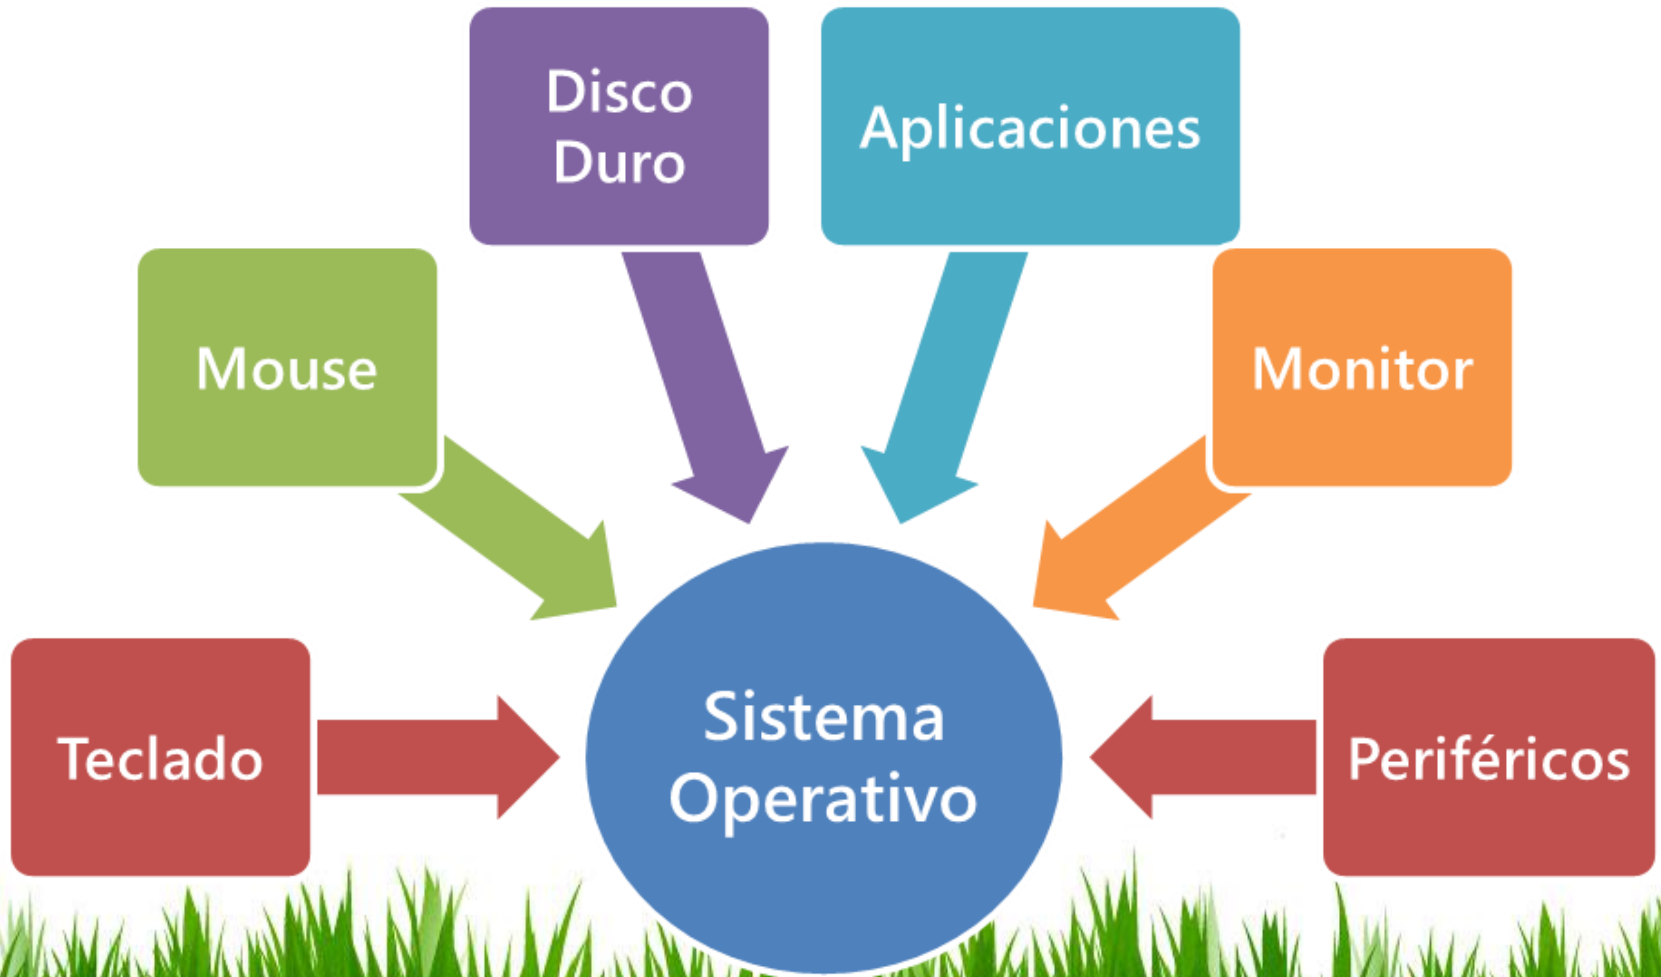 Disco
Duro
Aplicaciones
Mouse
Monitor
Teclado
Sistema
Operativo
Periféricos